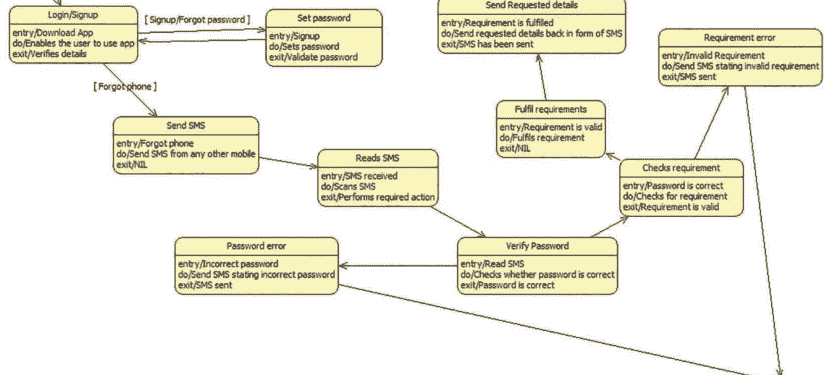 Login/Signup
entry/Download App
do/Enables the user to use app
exit/Verifies details
[ Signup/Forgot password ]
Set password
entry/Signup
do/Sets password
exit/Validate password
Send Requested details
entry/Requirement is fulfilled
do/Send requested details back in form of SMS
exit/SMS has been sent
Requirement error
entry/Invalid Requirement
do/Send SMS stating invalid requirement
exit/SMS sent
[ Forgot phone ]
Send SMS
entry/Forgot phone
do/Send SMS from any other mobile
exit/NIL
Fulfil requirements
entry/Requirement is valid
do/Fulfils requirement
exit/NIL
Reads SMS
entry/SMS received
do/Scans SMS
exit/Performs required action
Checks requirement
entry/Password is correct
do/Checks for requirement
exit/Requirement is valid
Password error
entry/Incorrect password
do/Send SMS stating incorrect password
exit/SMS sent
Verify Password
entry/Read SMS
do/Checks whether password is correct
exit/Password is correct